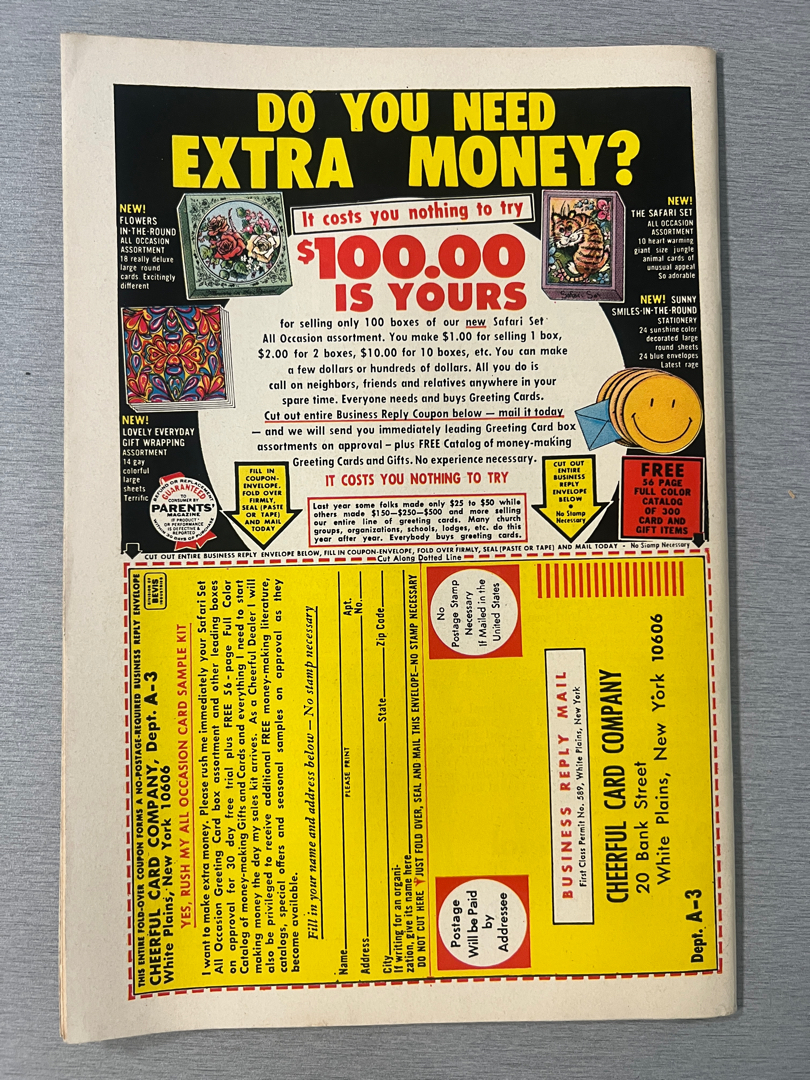 DO YOU NEED
EXTRA MONEY?
It costs you nothing to try
$100.00
IS YOURS
NEW!
FLOWERS
IN-THE-ROUND
ALL OCCASION
ASSORTMENT
18 really deluxe
large round
cards Excitingly
different
NEW!
THE SAFARI SET
ALL OCCASION
ASSORTMENT
10 heart warming
giant size jungle
animal cards of
unusual appeal
So adorable
Safari Set
NEW! SUNNY
SMILES-IN-THE-ROUND
STATIONERY
24 sunshine color
decorated large
round sheets
24 blue envelopes
Latest rage
NEW!
LOVELY EVERYDAY
GIFT WRAPPING
ASSORTMENT
14 gay
colorful
large
sheets
Terrific
for selling only 100 boxes of our new Safari Set
All Occasion assortment. You make $1.00 for selling 1 box,
$2.00 for 2 boxes, $10.00 for 10 boxes, etc. You can make
a few dollars or hundreds of dollars. All you do is
call on neighbors, friends and relatives anywhere in your
spare time. Everyone needs and buys Greeting Cards.
Cut out entire Business Reply Coupon below — mail it today
— and we will send you immediately leading Greeting Card box
assortments on approval – plus FREE Catalog of money-making
Greeting Cards and Gifts. No experience necessary.
IT COSTS YOU NOTHING TO TRY
REFUND OR REPLACEMENT
GUARANTEED
TO CONSUMER BY
PARENTS'
MAGAZINE
IF PRODUCT
OR PERFORMANCE
IS DEFECTIVE &
REPORTED
FILL IN
COUPON-
ENVELOPE,
FOLD OVER
FIRMLY,
SEAL (PASTE
OR TAPE)
AND MAIL
TODAY
Last year some folks made only $25 to $50 while
others made $150—$250—$500 and more selling
our entire line of greeting cards. Many church
groups, organizations, schools, lodges, etc. do this
year after year. Everybody buys greeting cards.
CUT OUT
ENTIRE
BUSINESS
REPLY
ENVELOPE
BELOW
•
No Stamp
Necessary
FREE
56 PAGE
FULL COLOR
CATALOG
OF 300
CARD AND
GIFT ITEMS
CUT OUT ENTIRE BUSINESS REPLY ENVELOPE BELOW, FILL IN COUPON-ENVELOPE, FOLD OVER FIRMLY, SEAL (PASTE OR TAPE) AND MAIL TODAY - No Stamp Necessary
Cut Along Dotted Line
THIS ENTIRE FOLD-OVER COUPON FORMS A NO-POSTAGE-REQUIRED BUSINESS REPLY ENVELOPE
CHEERFUL CARD COMPANY, Dept. A-3
White Plains, New York 10606
DIVISION OF
BEVIS
INDUSTRIES
YES, RUSH MY ALL OCCASION CARD SAMPLE KIT
I want to make extra money. Please rush me immediately your Safari Set
All Occasion Greeting Card box assortment and other leading boxes
on approval for 30 day free trial plus FREE 56-page Full Color
Catalog of money-making Gifts and Cards and everything I need to start
making money the day my sales kit arrives. As a Cheerful Dealer I will
also be privileged to receive additional FREE money-making literature,
catalogs, special offers and seasonal samples on approval as they
become available.
Fill in your name and address below – No stamp necessary
Name
PLEASE PRINT
Address
Apt.
No.
City
State
Zip Code
If writing for an organi-
zation, give its name here
DO NOT CUT HERE JUST FOLD OVER, SEAL AND MAIL THIS ENVELOPE—NO STAMP NECESSARY
No
Postage Stamp
Necessary
If Mailed in the
United States
Postage
Will be Paid
by
Addressee
BUSINESS REPLY MAIL
First Class Permit No. 589, White Plains, New York
CHEERFUL CARD COMPANY
20 Bank Street
White Plains, New York 10606
Dept. A-3